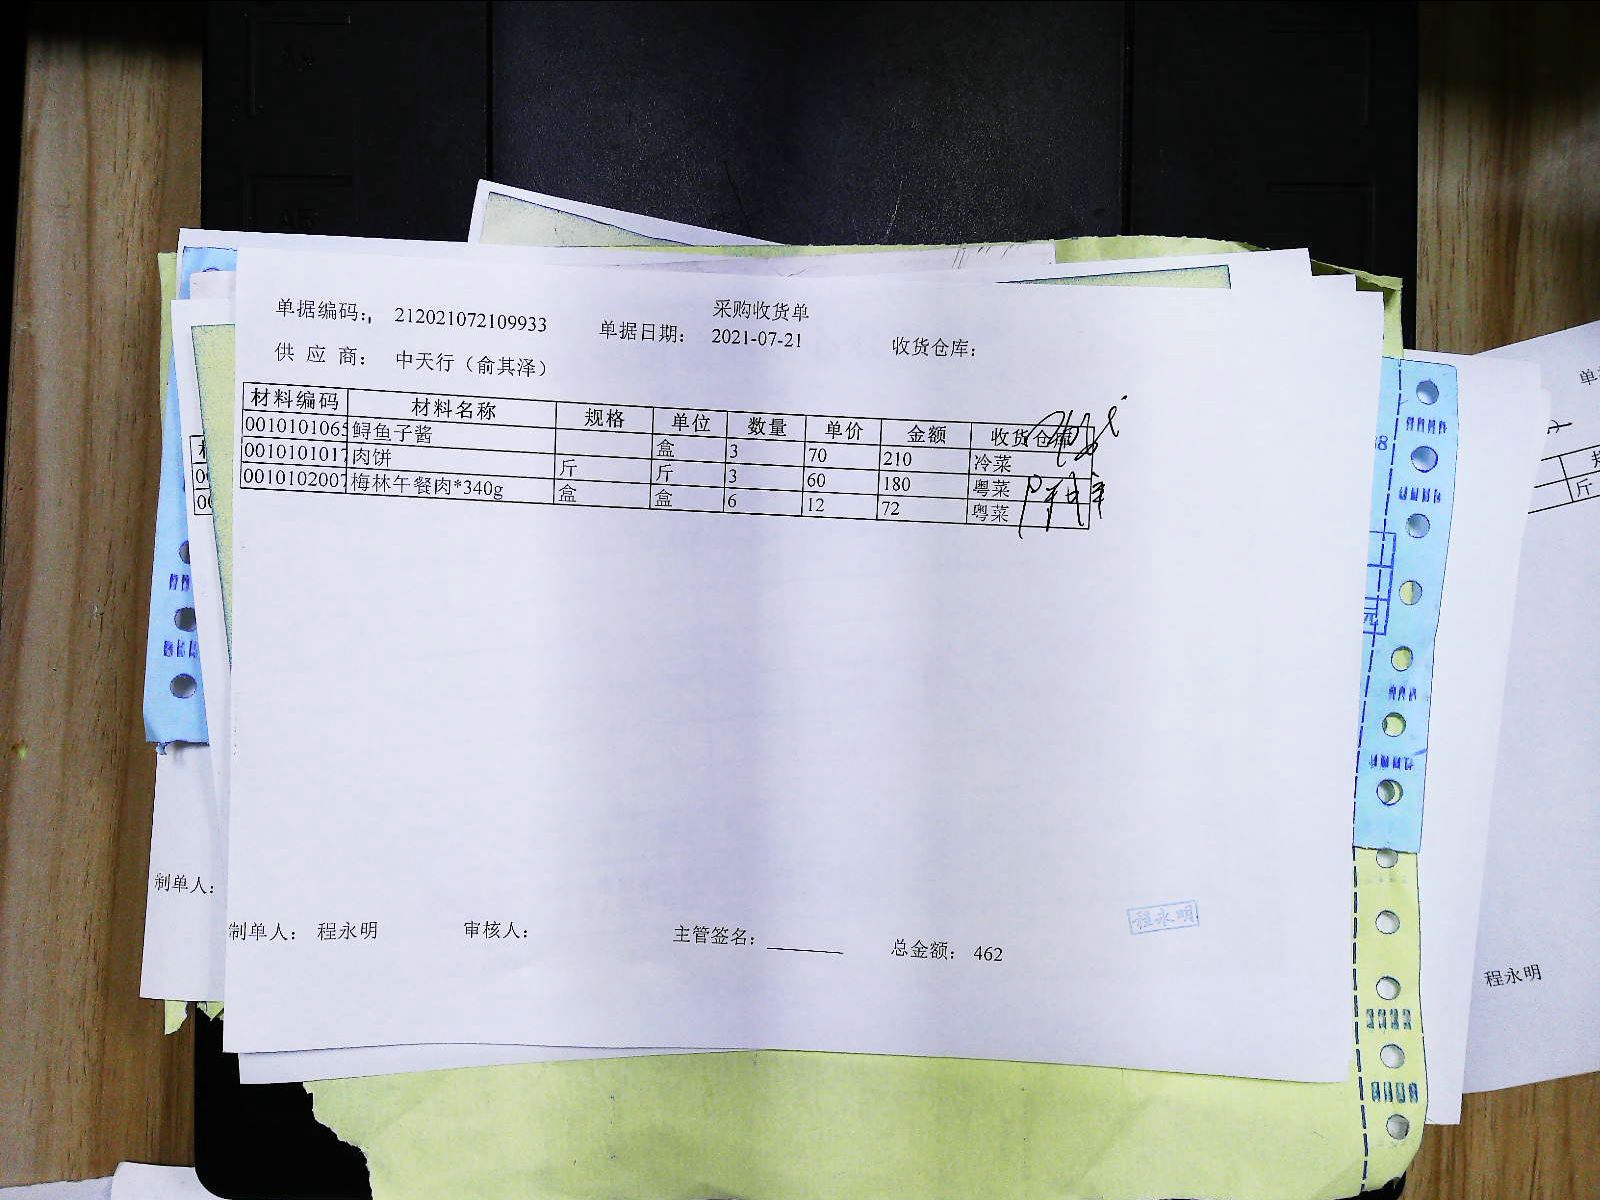 采购收货单
单据编码： 212021072109933 单据日期： 2021-07-21 收货仓库：
供 应 商： 中天行（俞其泽）
材料编码 材料名称 规格 单位 数量 单价 金额 收货仓库
0010101065 鲟鱼子酱 盒 3 70 210 冷菜
0010101017 肉饼 斤 斤 3 60 180 粤菜
0010102007 梅林午餐肉*340g 盒 盒 6 12 72 粤菜
制单人： 程永明 审核人： 主管签名： 总金额： 462
程永明
制单人：
程永明